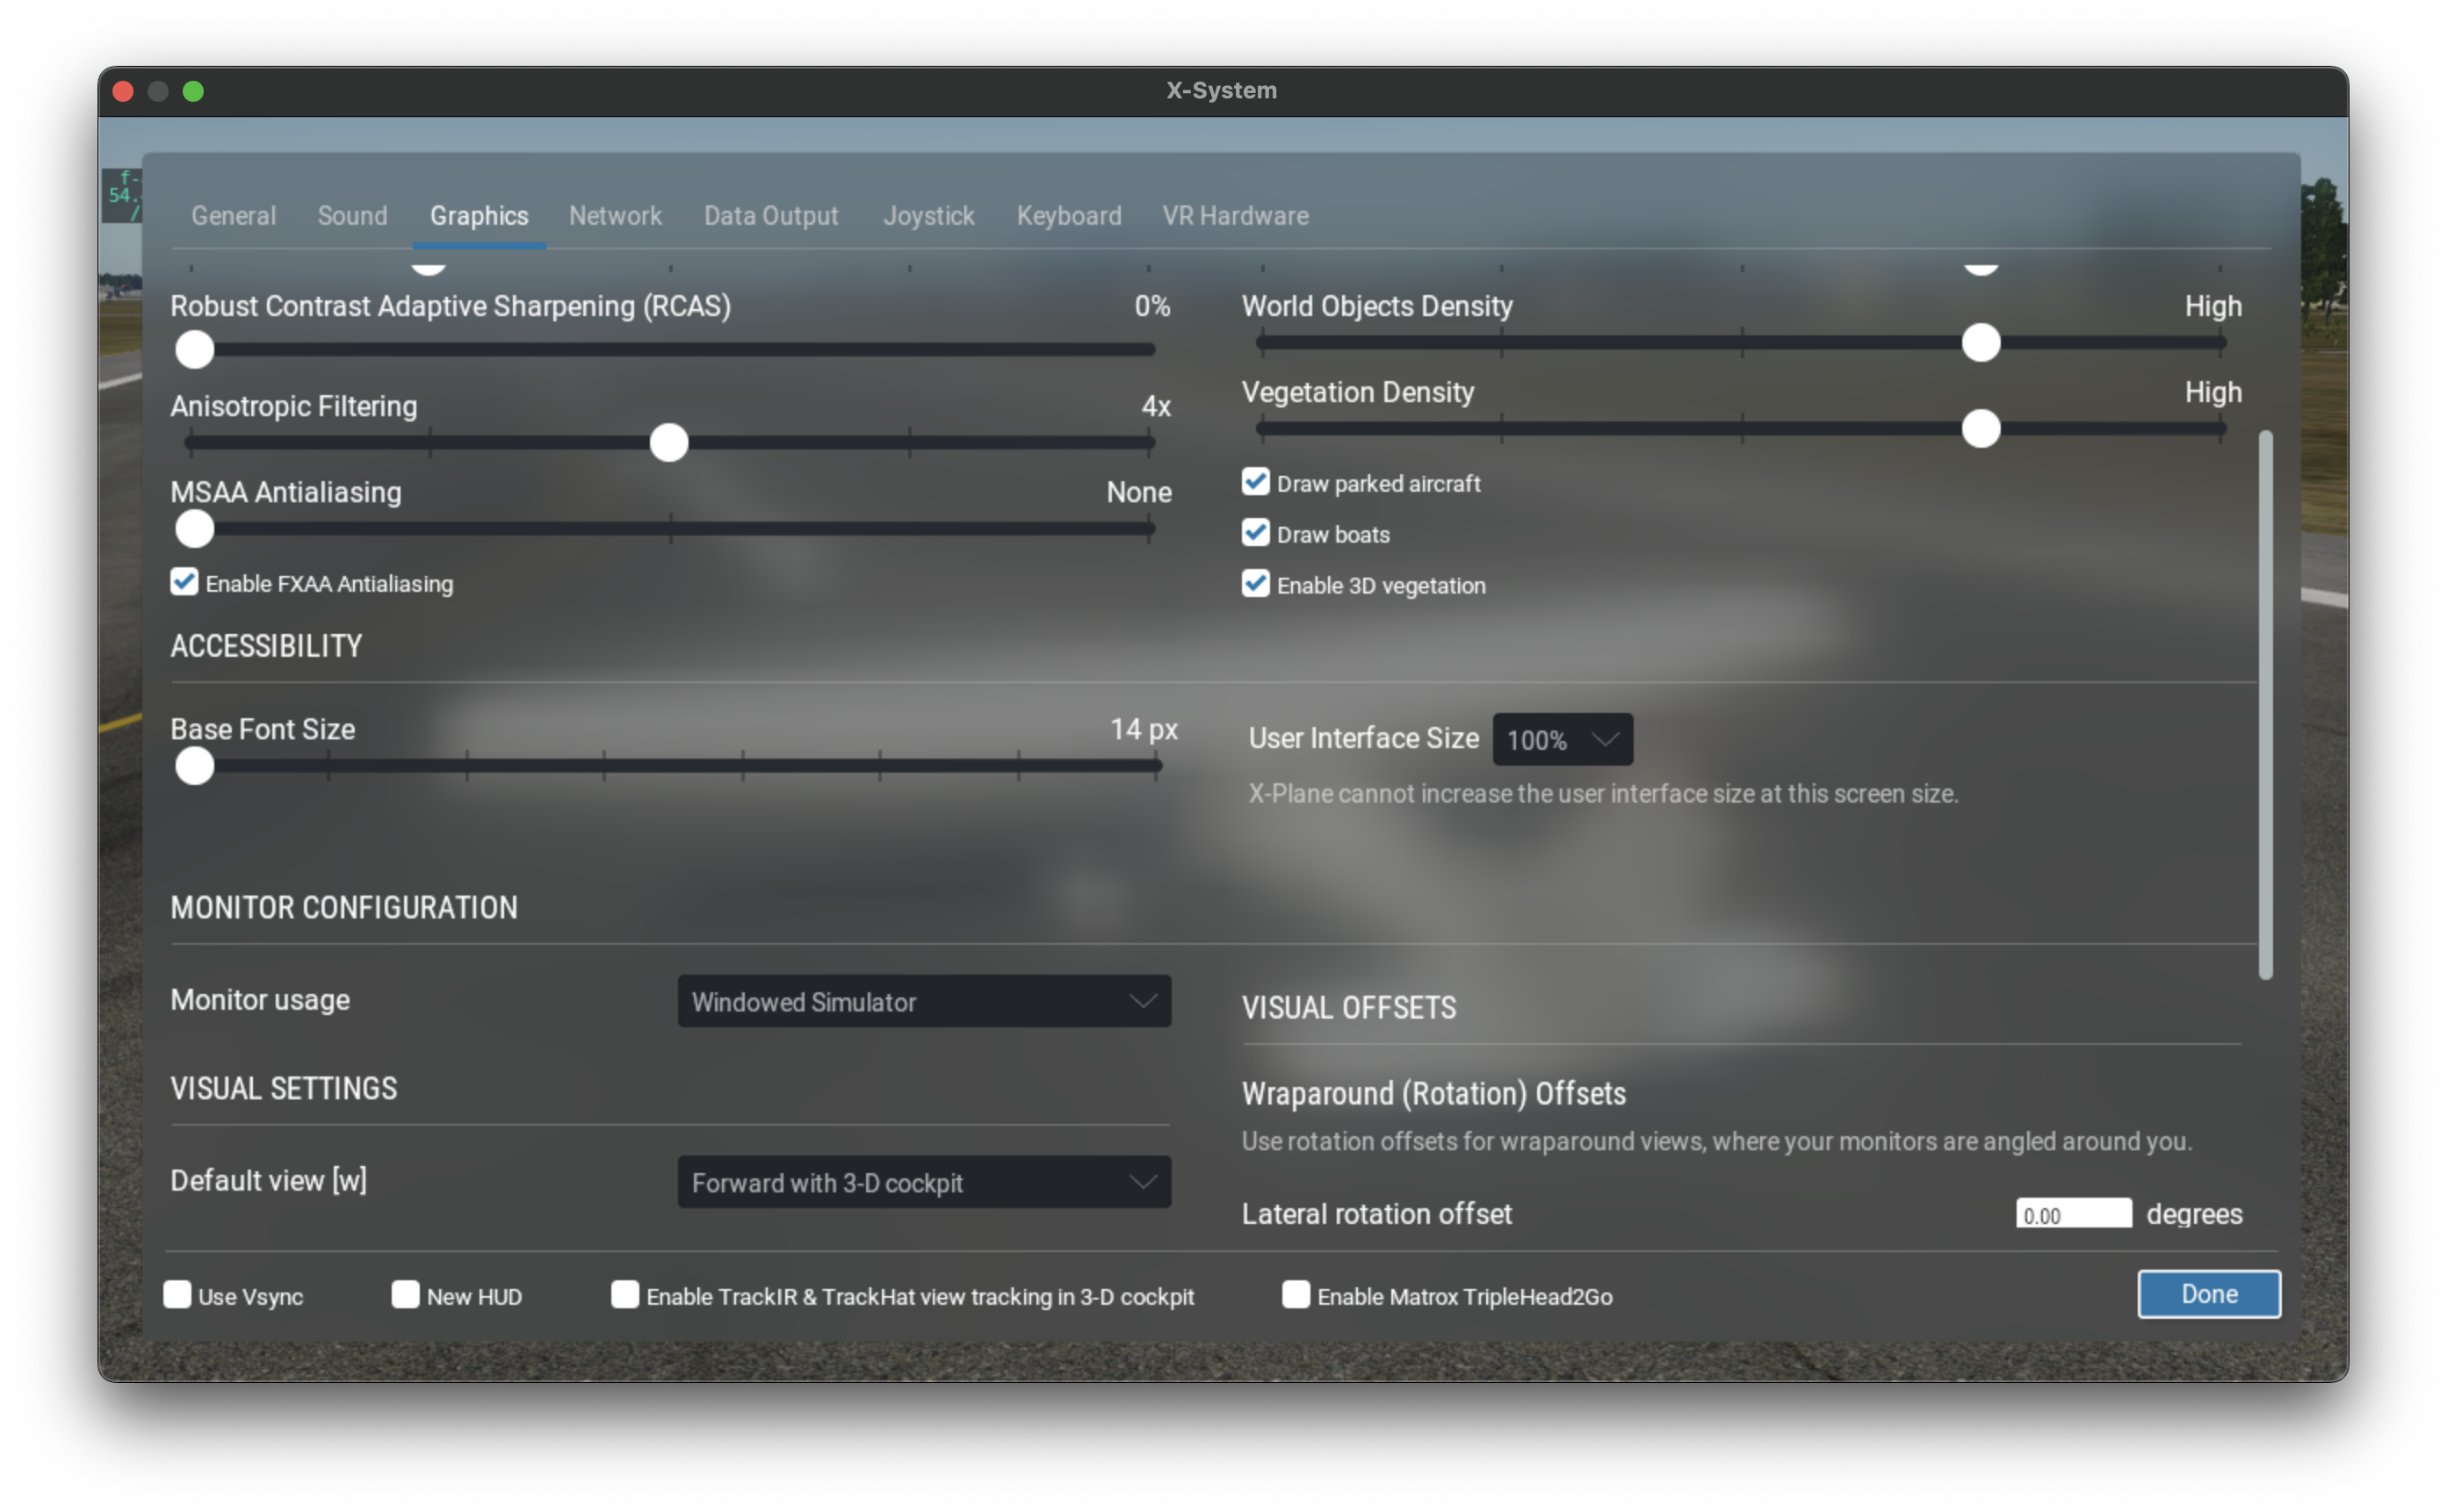 X-System
f-
54.
/
General Sound Graphics Network Data Output Joystick Keyboard VR Hardware
Robust Contrast Adaptive Sharpening (RCAS) 0%
Anisotropic Filtering 4x
MSAA Antialiasing None
Enable FXAA Antialiasing
World Objects Density High
Vegetation Density High
Draw parked aircraft
Draw boats
Enable 3D vegetation
ACCESSIBILITY
Base Font Size 14 px
User Interface Size 100%
X-Plane cannot increase the user interface size at this screen size.
MONITOR CONFIGURATION
Monitor usage Windowed Simulator
VISUAL SETTINGS
Default view [w] Forward with 3-D cockpit
VISUAL OFFSETS
Wraparound (Rotation) Offsets
Use rotation offsets for wraparound views, where your monitors are angled around you.
Lateral rotation offset 0.00 degrees
Use Vsync New HUD Enable TrackIR & TrackHat view tracking in 3-D cockpit Enable Matrox TripleHead2Go Done